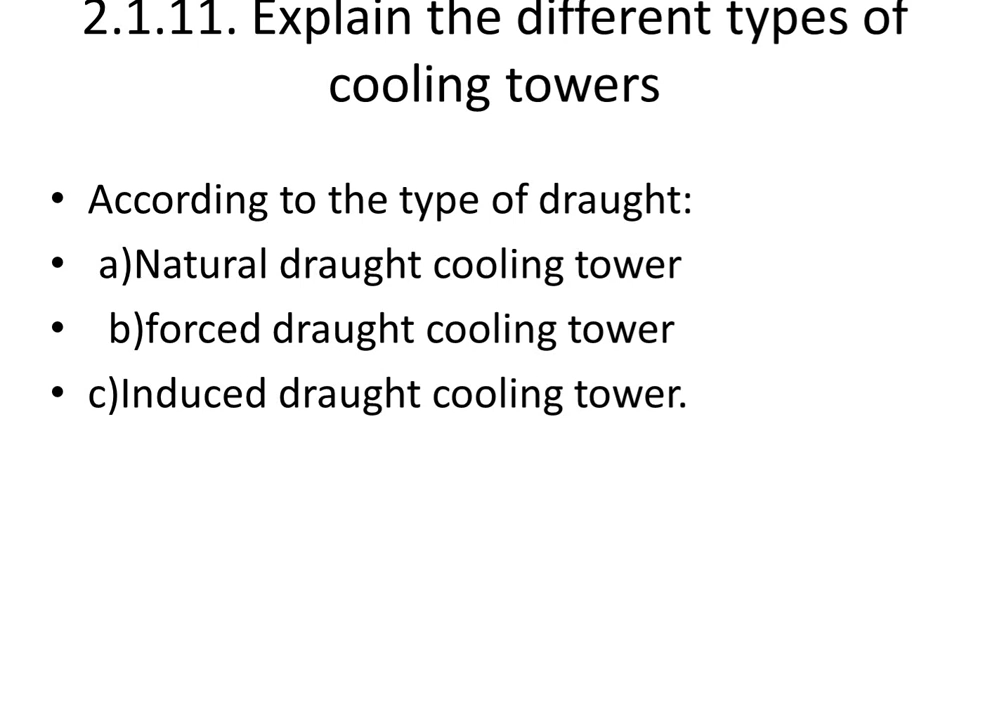 2.1.11. Explain the different types of
cooling towers
• According to the type of draught:
• a)Natural draught cooling tower
• b)forced draught cooling tower
• c)Induced draught cooling tower.